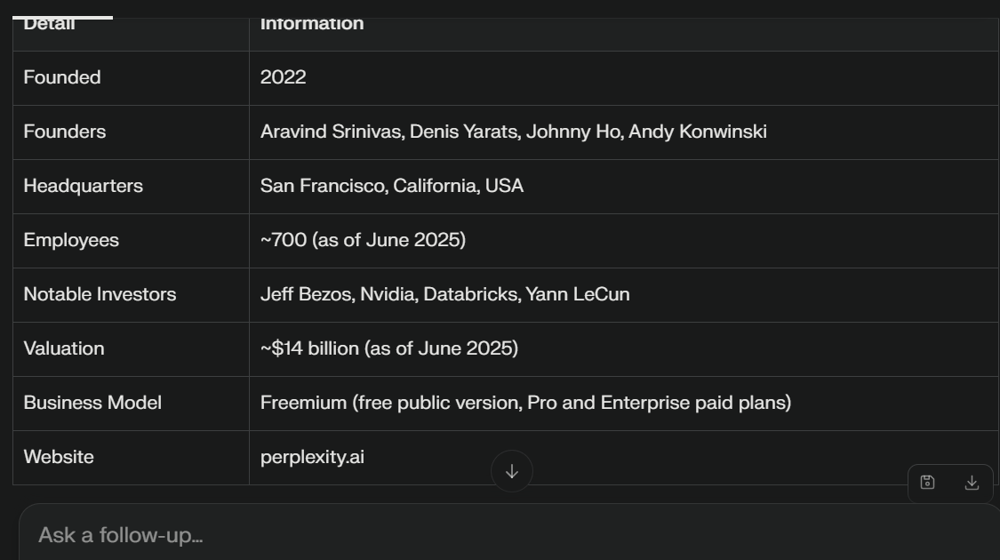 Detail Information
Founded 2022
Founders Aravind Srinivas, Denis Yarats, Johnny Ho, Andy Konwinski
Headquarters San Francisco, California, USA
Employees ~700 (as of June 2025)
Notable Investors Jeff Bezos, Nvidia, Databricks, Yann LeCun
Valuation ~$14 billion (as of June 2025)
Business Model Freemium (free public version, Pro and Enterprise paid plans)
Website perplexity.ai
Ask a follow-up...